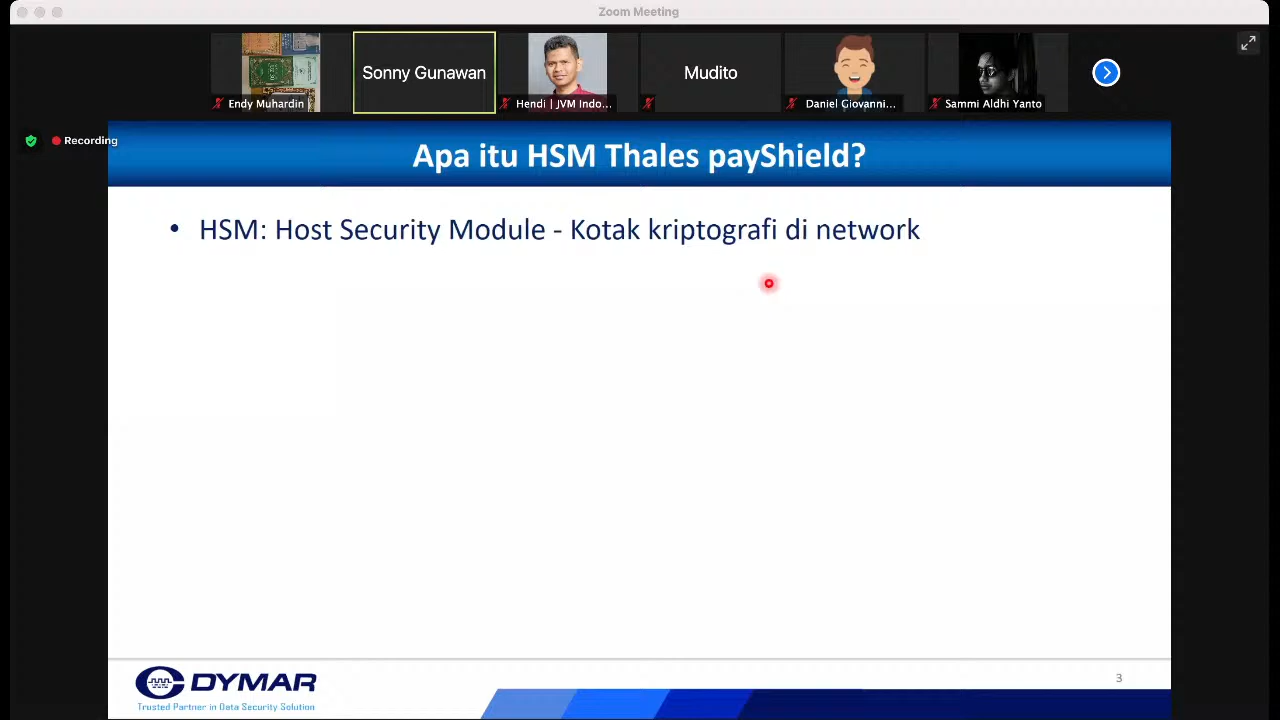 Zoom Meeting
Sonny Gunawan
Mudito
Endy Muhardin
Hendi | JVM Indo...
Daniel Giovanni...
Sammi Aldhi Yanto
Recording
Apa itu HSM Thales payShield?
• HSM: Host Security Module - Kotak kriptografi di network
DYMAR
Trusted Partner in Data Security Solution
3